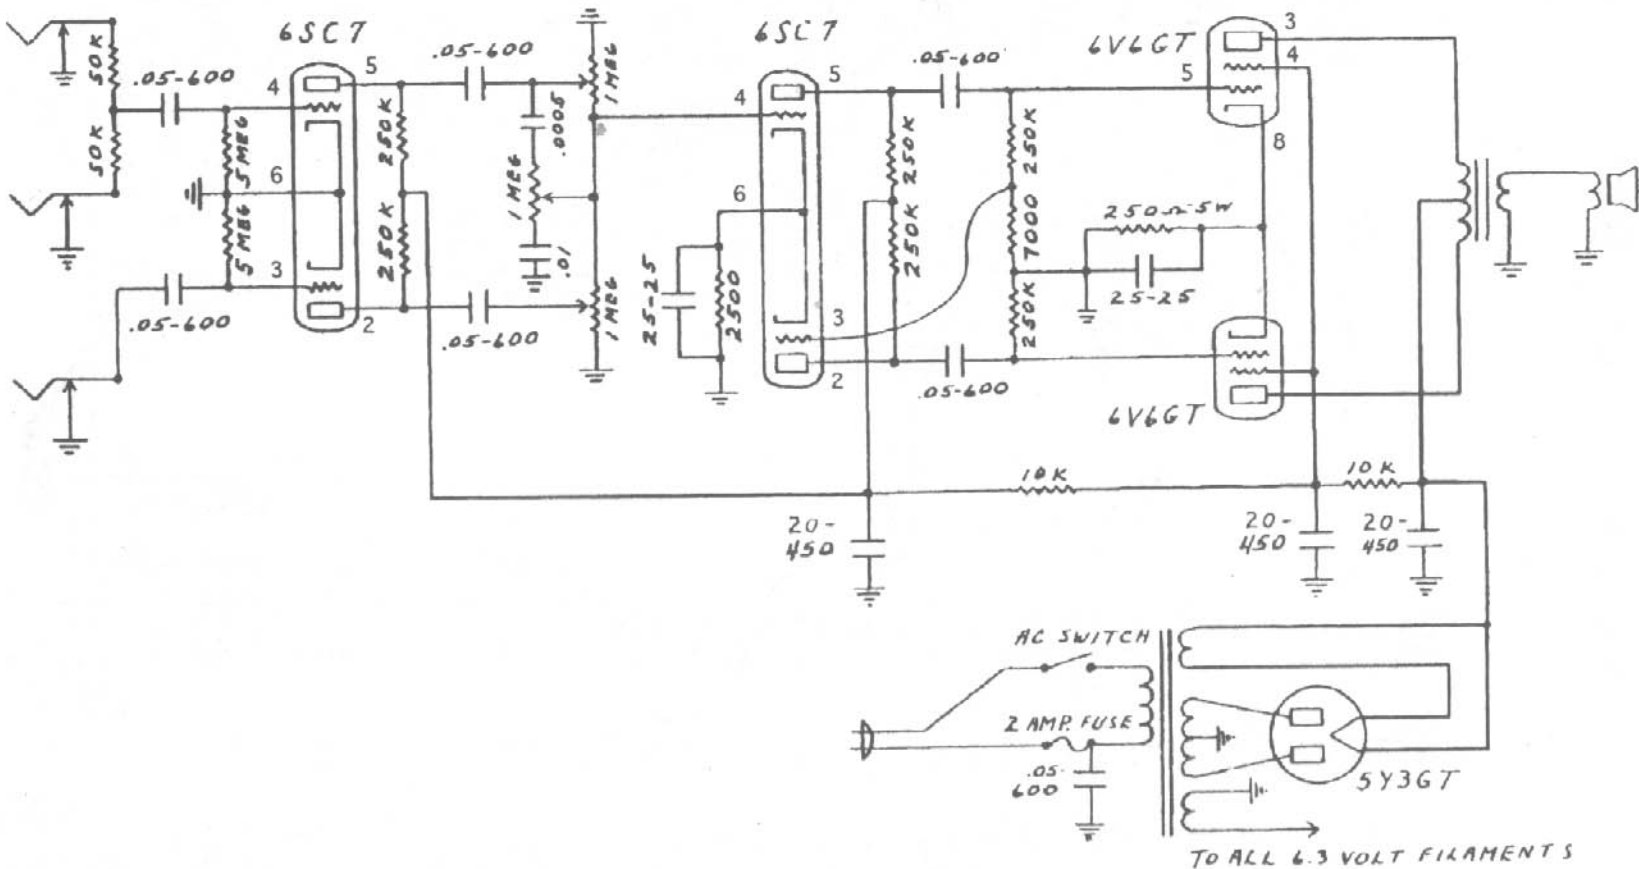 6SC7
6SC7
6V6GT
3
4
5
8
50K
50K
.05-600
4
5
.05-600
5 MEG
6
5 MEG
3
2
.05-600
250K
250K
.05-600
.0005
1 MEG
.01
1 MEG
1 MEG
4
5
6
3
2
25-25
2500
.05-600
250K
250K
.05-600
250K
7000
250K
250Ω-5W
25-25
6V6GT
10K
10K
20-
450
20-
450
20-
450
AC SWITCH
2 AMP. FUSE
.05-
600
5Y3GT
TO ALL 6.3 VOLT FILAMENTS